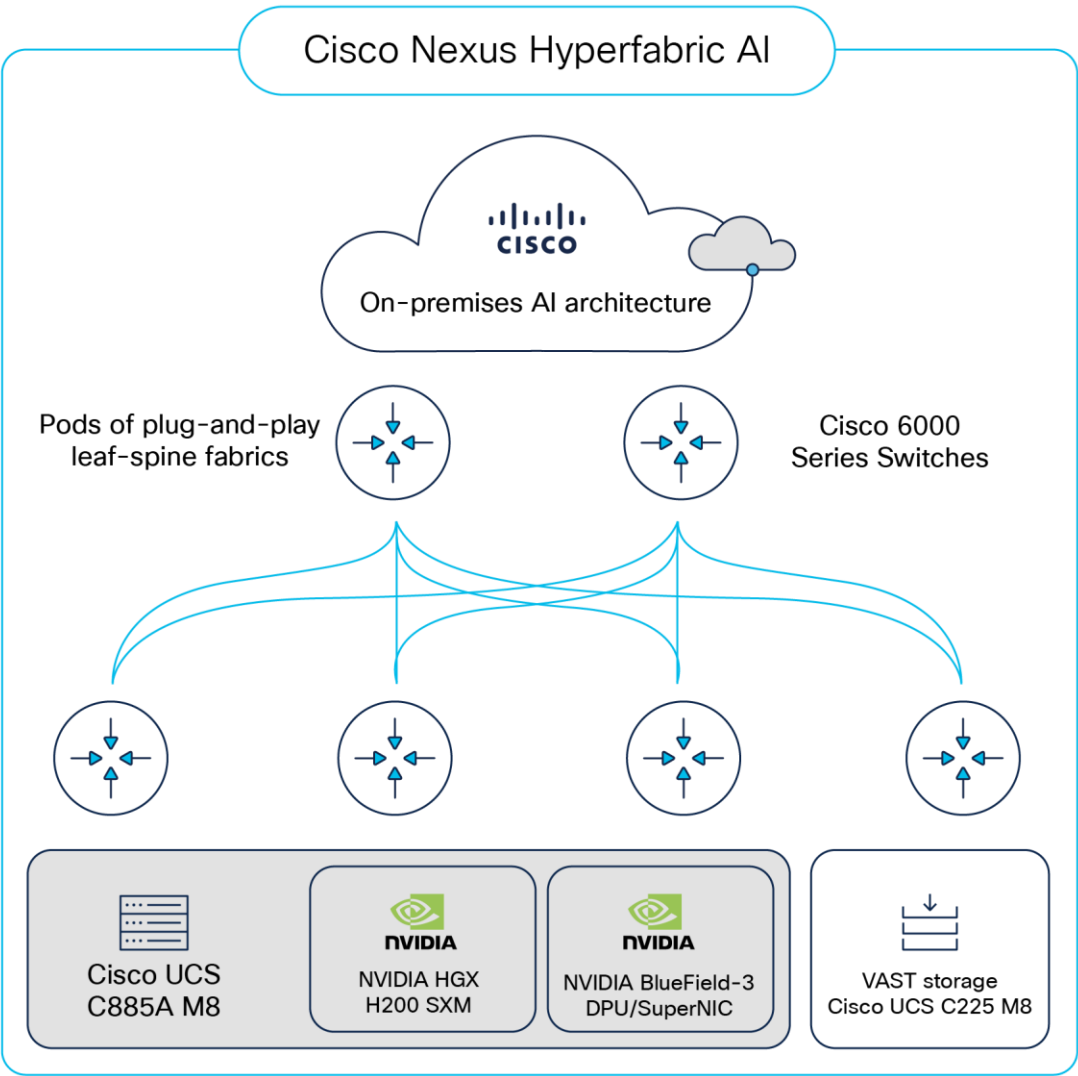 Cisco Nexus Hyperfabric AI
CISCO
On-premises AI architecture
Pods of plug-and-play
leaf-spine fabrics
Cisco 6000
Series Switches
Cisco UCS
C885A M8
NVIDIA
NVIDIA HGX
H200 SXM
NVIDIA
NVIDIA BlueField-3
DPU/SuperNIC
VAST storage
Cisco UCS C225 M8